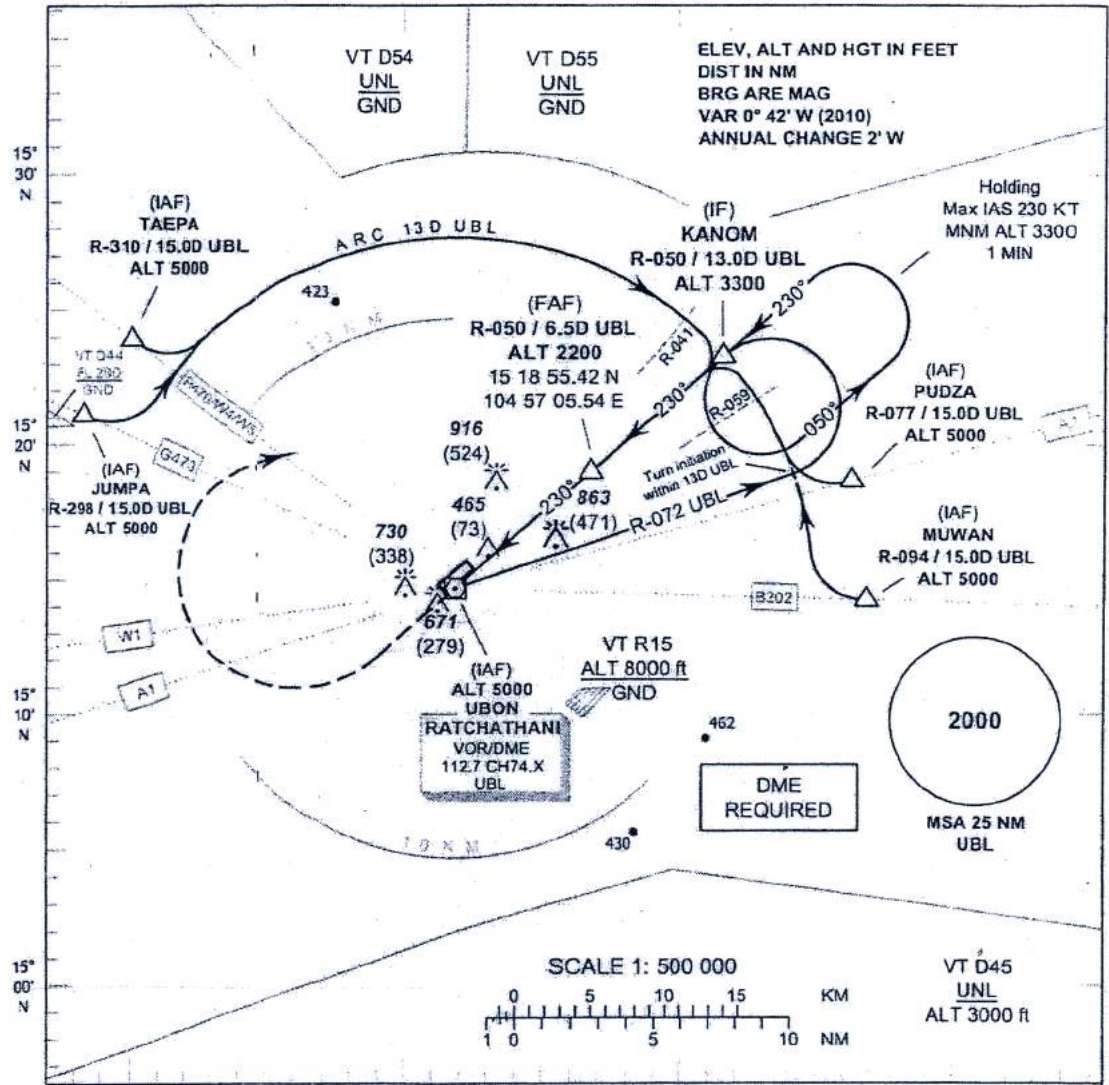 VT D54
UNL
GND
VT D55
UNL
GND
ELEV, ALT AND HGT IN FEET
DIST IN NM
BRG ARE MAG
VAR 0° 42' W (2010)
ANNUAL CHANGE 2' W
15°
30'
N
(IAF)
TAEPA
R-310 / 15.0D UBL
ALT 5000
ARC 13D UBL
(IF)
KANOM
R-050 / 13.0D UBL
ALT 3300
Holding
Max IAS 230 KT
MNM ALT 3300
1 MIN
423
(FAF)
R-050 / 6.5D UBL
ALT 2200
15 18 55.42 N
104 57 05.54 E
R-041
230°
VT D44
FL 280
GND
230°
R-059
050°
(IAF)
PUDZA
R-077 / 15.0D UBL
ALT 5000
A1
15°
20'
N
G473
(IAF)
JUMPA
R-298 / 15.0D UBL
ALT 5000
916
(524)
465
(73)
230°
863
(471)
Turn initiation
within 13D UBL
R-072 UBL
730
(338)
(IAF)
MUWAN
R-094 / 15.0D UBL
ALT 5000
B202
W1
671
(279)
A1
(IAF)
ALT 5000
UBON
RATCHATHANI
VOR/DME
112.7 CH74.X
UBL
VT R15
ALT 8000 ft
GND
15°
10'
N
462
2000
DME
REQUIRED
MSA 25 NM
UBL
10 NM
430
15°
00'
N
SCALE 1: 500 000
0 5 10 15 KM
1 0 5 10 NM
VT D45
UNL
ALT 3000 ft